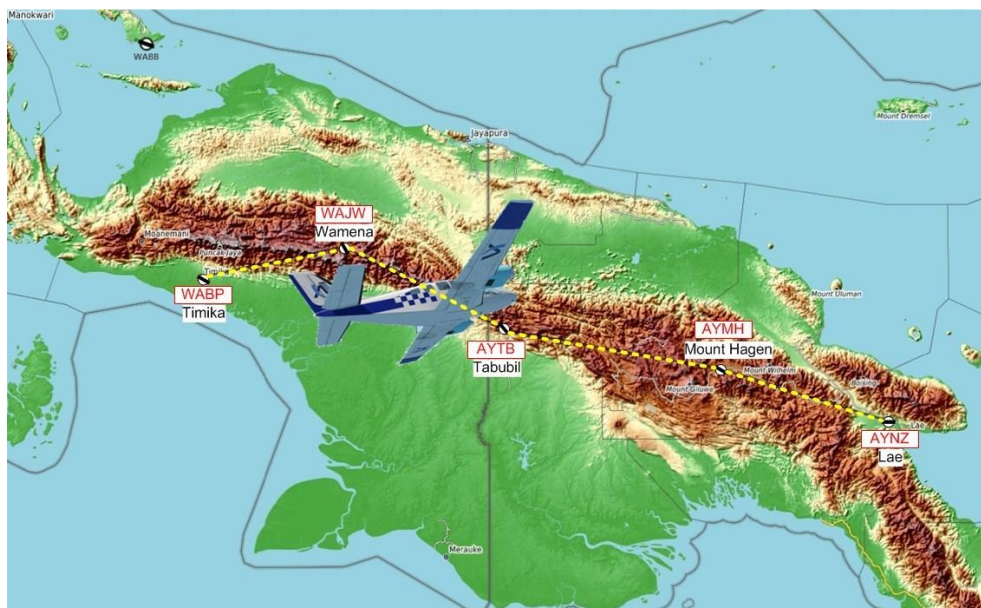 Manokwari
WABB
Mount Dremsel
Jayapura
WAJW
Wamena
Moanemani
Puncak Jaya
Timika
WABP
Timika
Mount Uluman
AYTB
Tabubil
AYMH
Mount Hagen
Mount Wilhelm
Mount Giluwe
Boising
Lae
AYNZ
Lae
Merauke